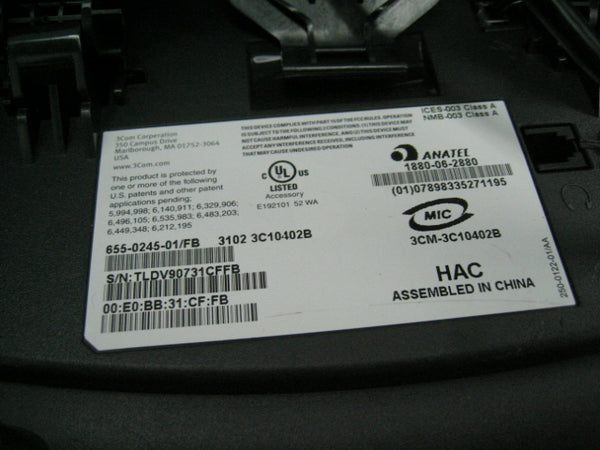 3Com Corporation
350 Campus Drive
Marlborough, MA 01752-3064
USA
www.3Com.com
This product is protected by
one or more of the following
U.S. patents and other patent
applications pending:
5,994,998; 6,140,911; 6,329,906;
6,496,105; 6,535,983; 6,483,203;
6,449,348; 6,212,195
655-0245-01/FB 3102 3C10402B
S/N:TLDV90731CFFB
00:E0:BB:31:CF:FB
THIS DEVICE COMPLIES WITH PART 15 OF THE FCC RULES. OPERATION
IS SUBJECT TO THE FOLLOWING 2 CONDITIONS: (1) THIS DEVICE MAY
NOT CAUSE HARMFUL INTERFERENCE, AND (2) THIS DEVICE MUST
ACCEPT ANY INTERFERENCE RECEIVED, INCLUDING INTERFERENCE
THAT MAY CAUSE UNDESIRED OPERATION
C UL US
LISTED
Accessory
E192101 52 WA
ICES-003 Class A
NMB-003 Class A
ANATEL
1880-06-2880
(01)07898335271195
MIC
3CM-3C10402B
HAC
ASSEMBLED IN CHINA
250-0122-01/AA